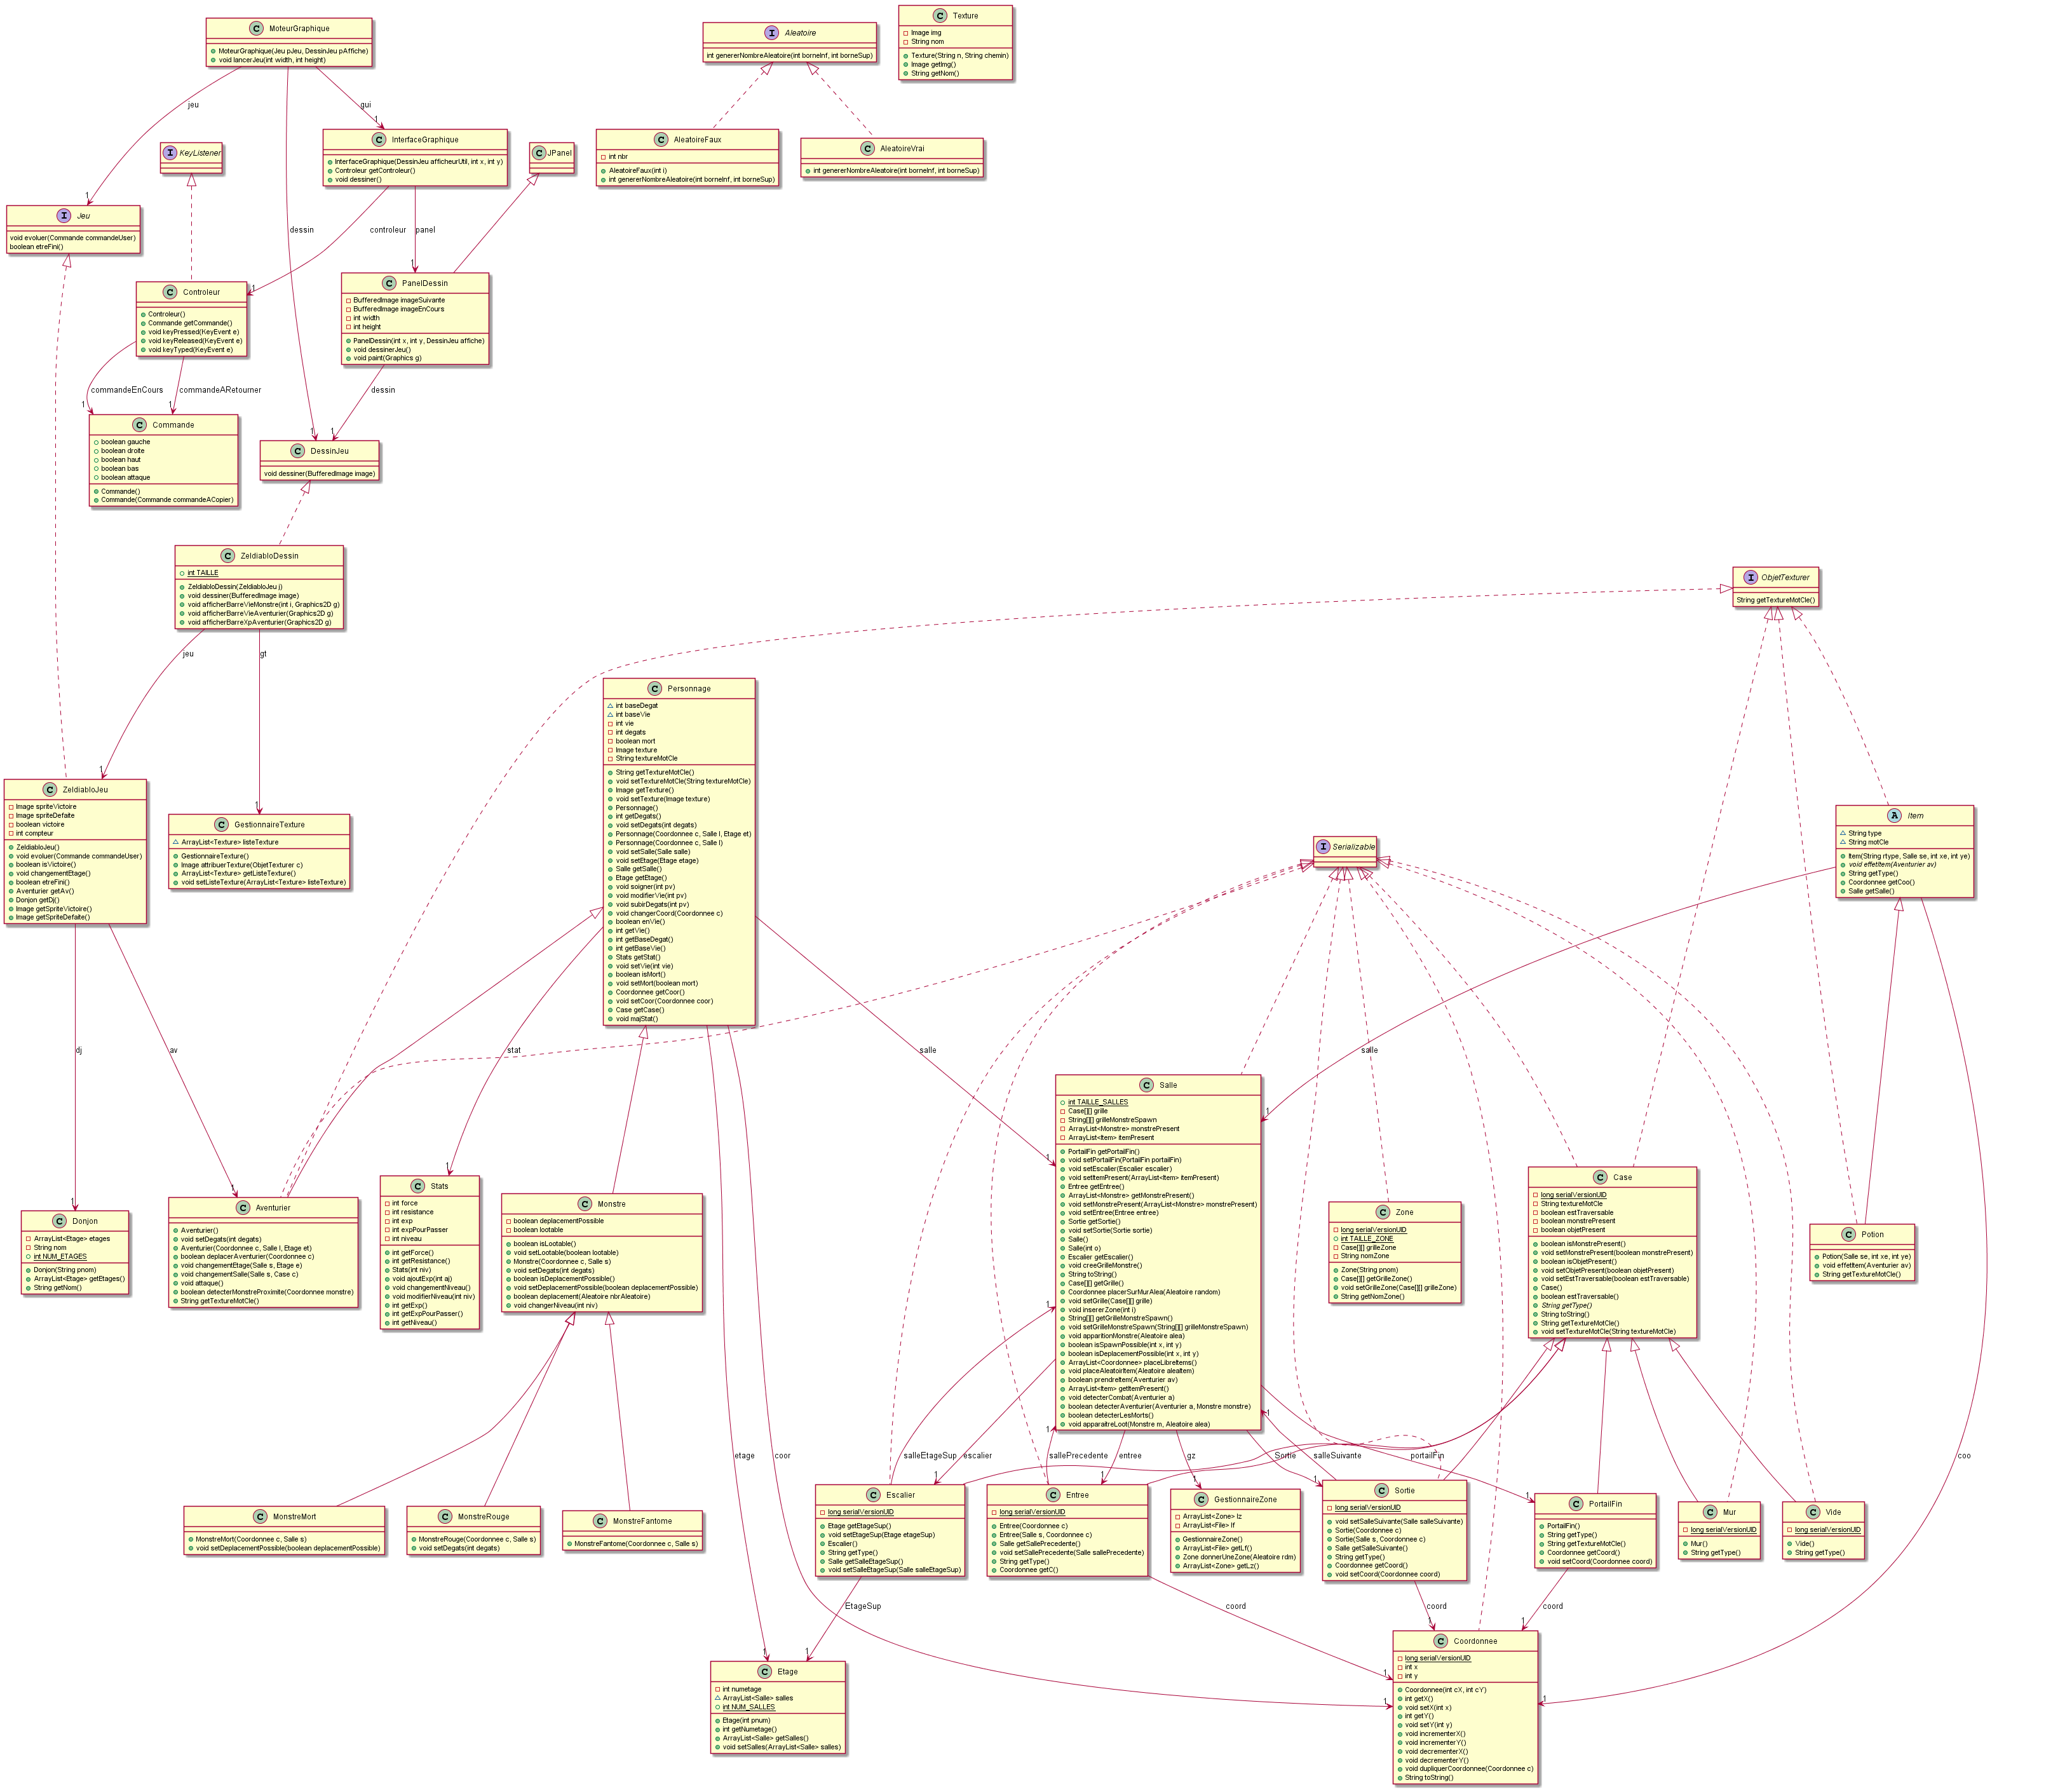 C MoteurGraphique
MoteurGraphique(Jeu pJeu, DessinJeu pAffiche)
void lancerJeu(int width, int height)
I Aleatoire
int genererNombreAleatoire(int borneInf, int borneSup)
C Texture
Image img
String nom
Texture(String n, String chemin)
Image getImg()
String getNom()
jeu
gui
dessin
1
1
1
I KeyListener
C InterfaceGraphique
InterfaceGraphique(DessinJeu afficheurUtil, int x, int y)
Controleur getControleur()
void dessiner()
C JPanel
C AleatoireFaux
int nbr
AleatoireFaux(int i)
int genererNombreAleatoire(int borneInf, int borneSup)
C AleatoireVrai
int genererNombreAleatoire(int borneInf, int borneSup)
I Jeu
void evoluer(Commande commandeUser)
boolean etreFini()
controleur
panel
1
1
C Controleur
Controleur()
Commande getCommande()
void keyPressed(KeyEvent e)
void keyReleased(KeyEvent e)
void keyTyped(KeyEvent e)
C PanelDessin
BufferedImage imageSuivante
BufferedImage imageEnCours
int width
int height
PanelDessin(int x, int y, DessinJeu affiche)
void dessinerJeu()
void paint(Graphics g)
commandeEnCours
commandeARetourner
dessin
1
1
1
C Commande
boolean gauche
boolean droite
boolean haut
boolean bas
boolean attaque
Commande()
Commande(Commande commandeACopier)
C DessinJeu
void dessiner(BufferedImage image)
C ZeldiabloDessin
int TAILLE
ZeldiabloDessin(ZeldiabloJeu j)
void dessiner(BufferedImage image)
void afficherBarreVieMonstre(int i, Graphics2D g)
void afficherBarreVieAventurier(Graphics2D g)
void afficherBarreXpAventurier(Graphics2D g)
I ObjetTexturer
String getTextureMotCle()
jeu
gt
1
1
C Personnage
int baseDegat
int baseVie
int vie
int degats
boolean mort
Image texture
String textureMotCle
String getTextureMotCle()
void setTextureMotCle(String textureMotCle)
Image getTexture()
void setTexture(Image texture)
Personnage()
int getDegats()
void setDegats(int degats)
Personnage(Coordonnee c, Salle l, Etage et)
Personnage(Coordonnee c, Salle l)
void setSalle(Salle salle)
void setEtage(Etage etage)
Salle getSalle()
Etage getEtage()
void soigner(int pv)
void modifierVie(int pv)
void subirDegats(int pv)
void changerCoord(Coordonnee c)
boolean enVie()
int getVie()
int getBaseDegat()
int getBaseVie()
Stats getStat()
void setVie(int vie)
boolean isMort()
void setMort(boolean mort)
Coordonnee getCoor()
void setCoor(Coordonnee coor)
Case getCase()
void majStat()
C ZeldiabloJeu
Image spriteVictoire
Image spriteDefaite
boolean victoire
int compteur
ZeldiabloJeu()
void evoluer(Commande commandeUser)
boolean isVictoire()
void changementEtage()
boolean etreFini()
Aventurier getAv()
Donjon getDj()
Image getSpriteVictoire()
Image getSpriteDefaite()
C GestionnaireTexture
ArrayList<Texture> listeTexture
GestionnaireTexture()
Image attribuerTexture(ObjetTexturer c)
ArrayList<Texture> getListeTexture()
void setListeTexture(ArrayList<Texture> listeTexture)
I Serializable
A Item
String type
String motCle
Item(String rtype, Salle se, int xe, int ye)
void effetItem(Aventurier av)
String getType()
Coordonnee getCoo()
Salle getSalle()
dj
av
stat
salle
salle
1
1
1
1
1
C Salle
int TAILLE_SALLES
Case[][] grille
String[][] grilleMonstreSpawn
ArrayList<Monstre> monstrePresent
ArrayList<Item> itemPresent
PortailFin getPortailFin()
void setPortailFin(PortailFin portailFin)
void setEscalier(Escalier escalier)
void setItemPresent(ArrayList<Item> itemPresent)
Entree getEntree()
ArrayList<Monstre> getMonstrePresent()
void setMonstrePresent(ArrayList<Monstre> monstrePresent)
void setEntree(Entree entree)
Sortie getSortie()
void setSortie(Sortie sortie)
Salle()
Salle(int o)
Escalier getEscalier()
void creeGrilleMonstre()
String toString()
Case[][] getGrille()
Coordonnee placerSurMurAlea(Aleatoire random)
void setGrille(Case[][] grille)
void insererZone(int i)
String[][] getGrilleMonstreSpawn()
void setGrilleMonstreSpawn(String[][] grilleMonstreSpawn)
void apparitionMonstre(Aleatoire alea)
boolean isSpawnPossible(int x, int y)
boolean isDeplacementPossible(int x, int y)
ArrayList<Coordonnee> placeLibreItems()
void placeAleatoirItem(Aleatoire aleaItem)
boolean prendreItem(Aventurier av)
ArrayList<Item> getItemPresent()
void detecterCombat(Aventurier a)
boolean detecterAventurier(Aventurier a, Monstre monstre)
boolean detecterLesMorts()
void apparaitreLoot(Monstre m, Aleatoire alea)
C Donjon
ArrayList<Etage> etages
String nom
int NUM_ETAGES
Donjon(String pnom)
ArrayList<Etage> getEtages()
String getNom()
C Aventurier
Aventurier()
void setDegats(int degats)
Aventurier(Coordonnee c, Salle l, Etage et)
boolean deplacerAventurier(Coordonnee c)
void changementEtage(Salle s, Etage e)
void changementSalle(Salle s, Case c)
void attaque()
boolean detecterMonstreProximite(Coordonnee monstre)
String getTextureMotCle()
C Stats
int force
int resistance
int exp
int expPourPasser
int niveau
int getForce()
int getResistance()
Stats(int niv)
void ajoutExp(int aj)
void changementNiveau()
void modifierNiveau(int niv)
int getExp()
int getExpPourPasser()
int getNiveau()
C Monstre
boolean deplacementPossible
boolean lootable
boolean isLootable()
void setLootable(boolean lootable)
Monstre(Coordonnee c, Salle s)
void setDegats(int degats)
boolean isDeplacementPossible()
void setDeplacementPossible(boolean deplacementPossible)
boolean deplacement(Aleatoire nbrAleatoire)
void changerNiveau(int niv)
C Zone
long serialVersionUID
int TAILLE_ZONE
Case[][] grilleZone
String nomZone
Zone(String pnom)
Case[][] getGrilleZone()
void setGrilleZone(Case[][] grilleZone)
String getNomZone()
C Case
long serialVersionUID
String textureMotCle
boolean estTraversable
boolean monstrePresent
boolean objetPresent
boolean isMonstrePresent()
void setMonstrePresent(boolean monstrePresent)
boolean isObjetPresent()
void setObjetPresent(boolean objetPresent)
void setEstTraversable(boolean estTraversable)
Case()
boolean estTraversable()
String getType()
String toString()
String getTextureMotCle()
void setTextureMotCle(String textureMotCle)
C Potion
Potion(Salle se, int xe, int ye)
void effetItem(Aventurier av)
String getTextureMotCle()
1
1
1
etage
coor
salleEtageSup
escalier
sallePrecedente
entree
gz
Sortie
salleSuivante
portailFin
coo
1
1
1
1
1
C MonstreMort
MonstreMort(Coordonnee c, Salle s)
void setDeplacementPossible(boolean deplacementPossible)
C MonstreRouge
MonstreRouge(Coordonnee c, Salle s)
void setDegats(int degats)
C MonstreFantome
MonstreFantome(Coordonnee c, Salle s)
C Escalier
long serialVersionUID
Etage getEtageSup()
void setEtageSup(Etage etageSup)
Escalier()
String getType()
Salle getSalleEtageSup()
void setSalleEtageSup(Salle salleEtageSup)
C Entree
long serialVersionUID
Entree(Coordonnee c)
Entree(Salle s, Coordonnee c)
Salle getSallePrecedente()
void setSallePrecedente(Salle sallePrecedente)
String getType()
Coordonnee getC()
C GestionnaireZone
ArrayList<Zone> lz
ArrayList<File> lf
GestionnaireZone()
ArrayList<File> getLf()
Zone donnerUneZone(Aleatoire rdm)
ArrayList<Zone> getLz()
C Sortie
long serialVersionUID
void setSalleSuivante(Salle salleSuivante)
Sortie(Coordonnee c)
Sortie(Salle s, Coordonnee c)
Salle getSalleSuivante()
String getType()
Coordonnee getCoord()
void setCoord(Coordonnee coord)
C PortailFin
PortailFin()
String getType()
String getTextureMotCle()
Coordonnee getCoord()
void setCoord(Coordonnee coord)
C Mur
long serialVersionUID
Mur()
String getType()
C Vide
long serialVersionUID
Vide()
String getType()
EtageSup
coord
coord
coord
1
1
1
1
1
1
1
C Etage
int numetage
ArrayList<Salle> salles
int NUM_SALLES
Etage(int pnum)
int getNumetage()
ArrayList<Salle> getSalles()
void setSalles(ArrayList<Salle> salles)
C Coordonnee
long serialVersionUID
int x
int y
Coordonnee(int cX, int cY)
int getX()
void setX(int x)
int getY()
void setY(int y)
void incrementerX()
void incrementerY()
void decrementerX()
void decrementerY()
void dupliquerCoordonnee(Coordonnee c)
String toString()